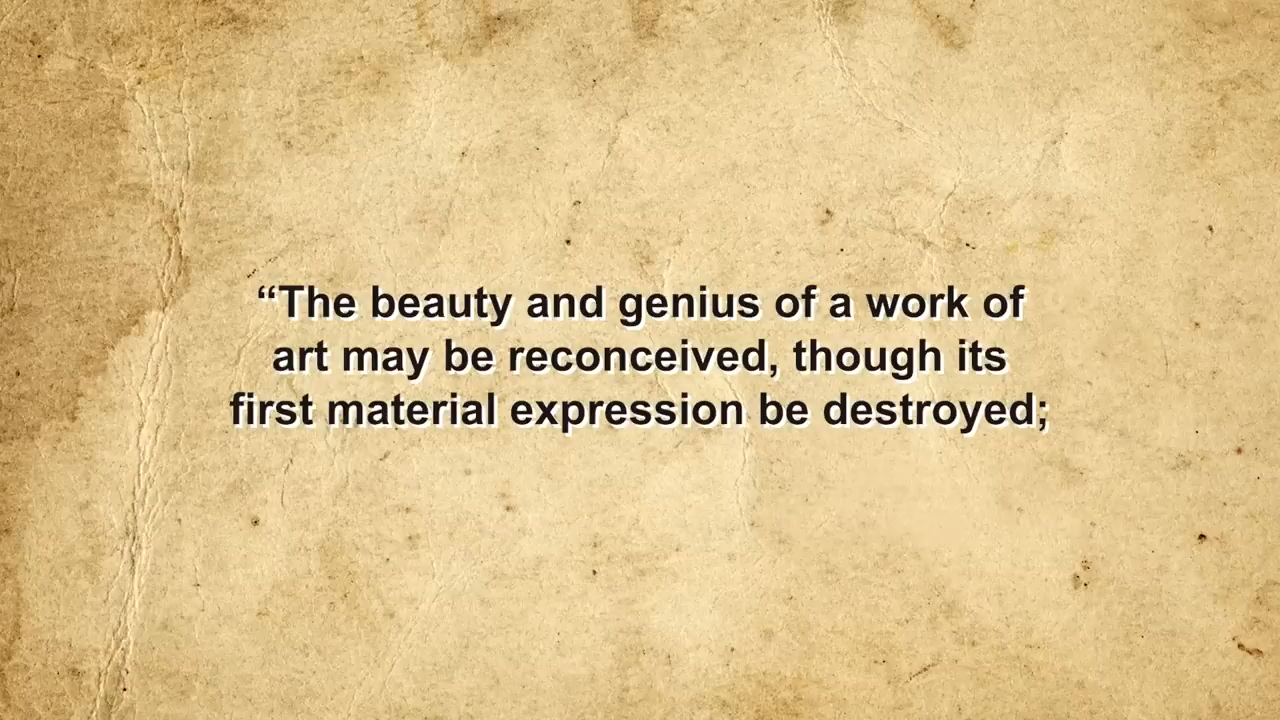 “The beauty and genius of a work of
art may be reconceived, though its
first material expression be destroyed;